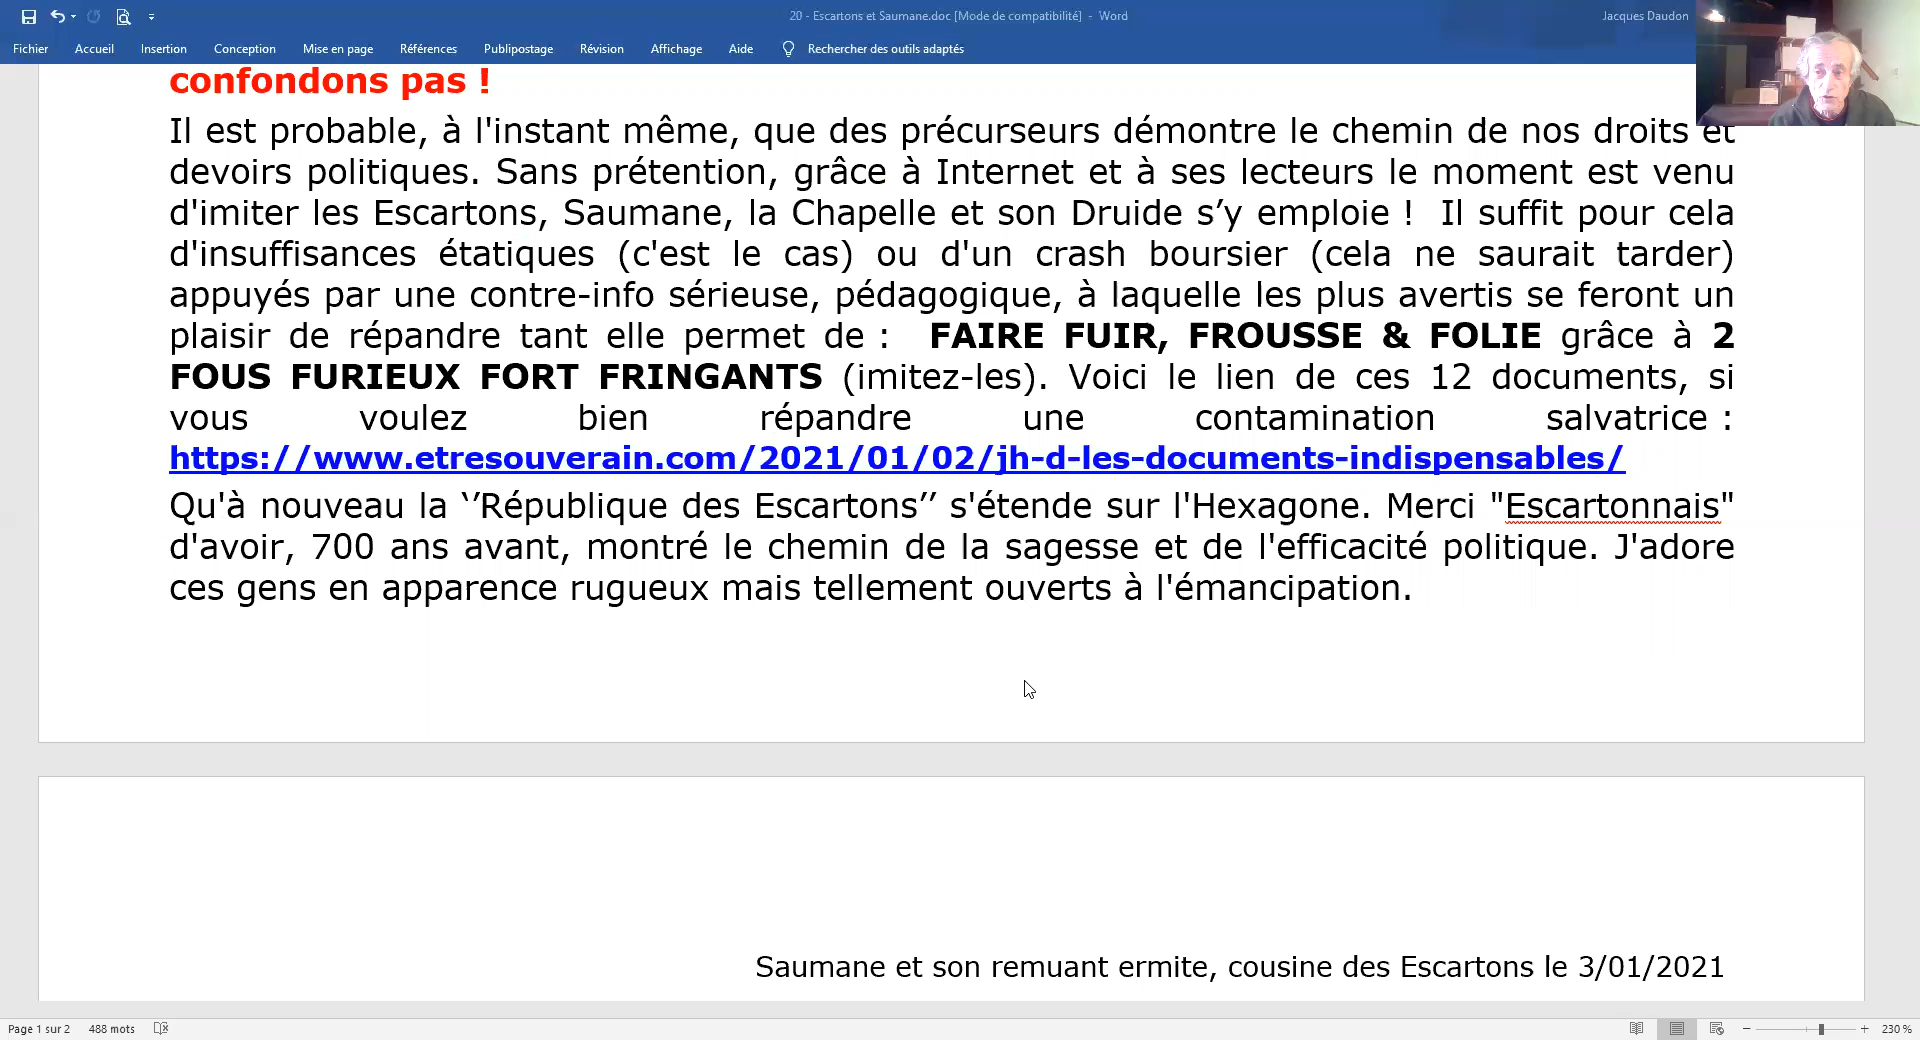 20 - Escartons et Saumane.doc [Mode de compatibilité] - Word
Jacques Daudon
Fichier Accueil Insertion Conception Mise en page Références Publipostage Révision Affichage Aide Rechercher des outils adaptés
confondons pas !
Il est probable, à l'instant même, que des précurseurs démontre le chemin de nos droits et
devoirs politiques. Sans prétention, grâce à Internet et à ses lecteurs le moment est venu
d'imiter les Escartons, Saumane, la Chapelle et son Druide s’y emploie ! Il suffit pour cela
d'insuffisances étatiques (c'est le cas) ou d'un crash boursier (cela ne saurait tarder)
appuyés par une contre-info sérieuse, pédagogique, à laquelle les plus avertis se feront un
plaisir de répandre tant elle permet de : FAIRE FUIR, FROUSSE & FOLIE grâce à 2
FOUS FURIEUX FORT FRINGANTS (imitez-les). Voici le lien de ces 12 documents, si
vous voulez bien répandre une contamination salvatrice :
https://www.etresouverain.com/2021/01/02/jh-d-les-documents-indispensables/
Qu'à nouveau la ‘’République des Escartons’’ s'étende sur l'Hexagone. Merci "Escartonnais"
d'avoir, 700 ans avant, montré le chemin de la sagesse et de l'efficacité politique. J'adore
ces gens en apparence rugueux mais tellement ouverts à l'émancipation.
Saumane et son remuant ermite, cousine des Escartons le 3/01/2021
Page 1 sur 2 488 mots
230 %